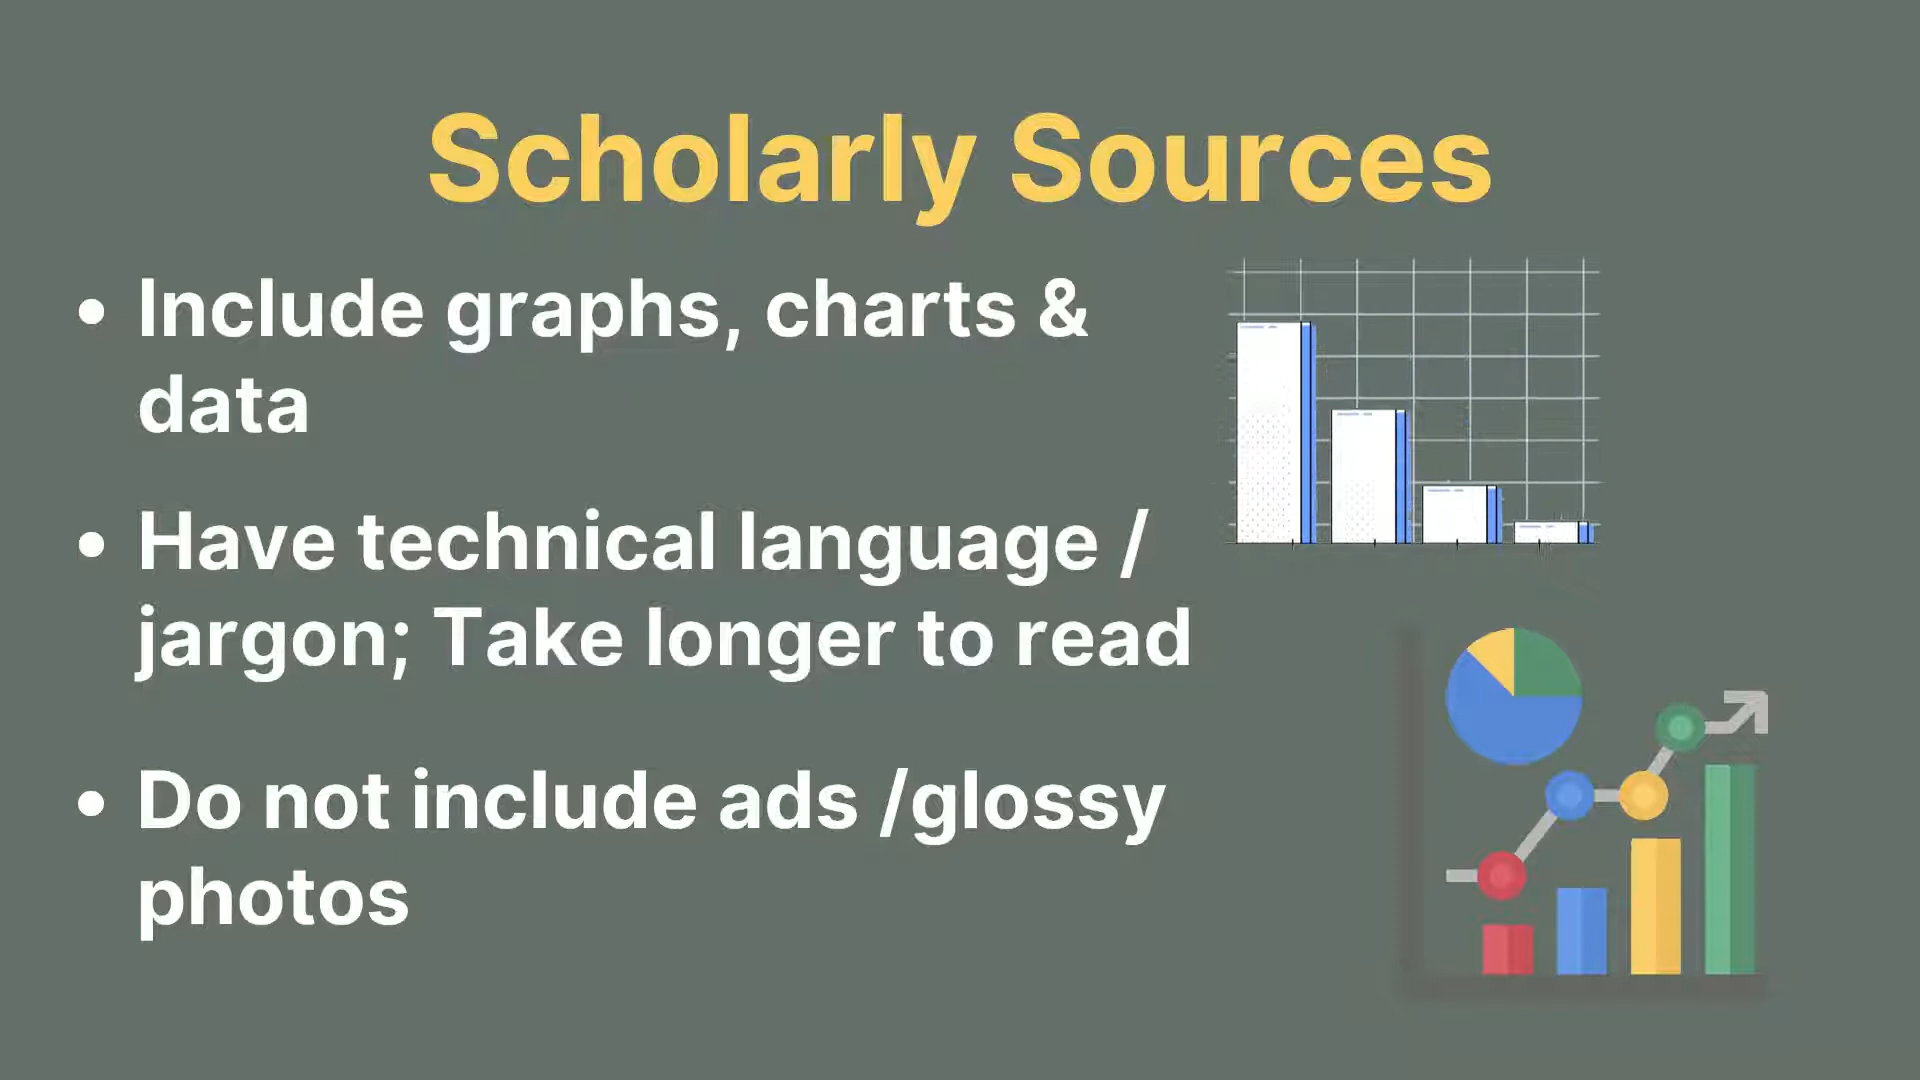 Scholarly Sources
• Include graphs, charts &
data
• Have technical language /
jargon; Take longer to read
• Do not include ads /glossy
photos